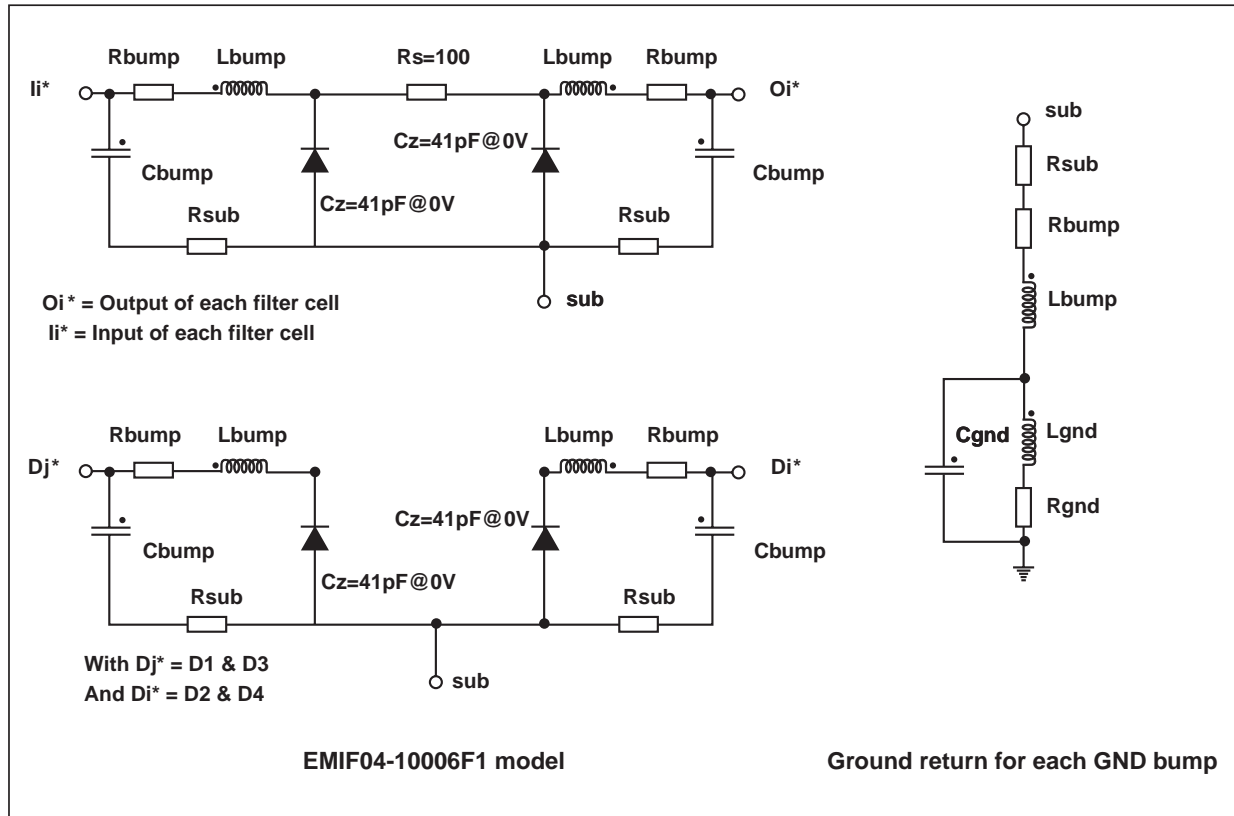 Rbump
Lbump
Rs=100
Lbump
Rbump
Ii*
Oi*
Cz=41pF@0V
Cbump
Cbump
Cz=41pF@0V
Rsub
Rsub
sub
Oi* = Output of each filter cell
Ii* = Input of each filter cell
Rbump
Lbump
Lbump
Rbump
Dj*
Di*
Cz=41pF@0V
Cbump
Cbump
Cz=41pF@0V
Rsub
Rsub
sub
With Dj* = D1 & D3
And Di* = D2 & D4
EMIF04-10006F1 model
sub
Rsub
Rbump
Lbump
Cgnd
Lgnd
Rgnd
Ground return for each GND bump